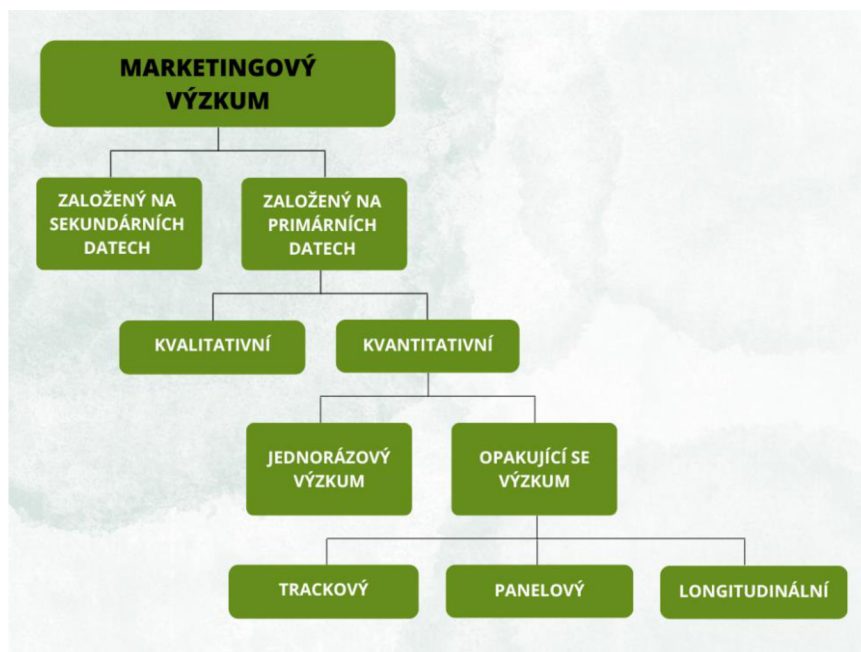 MARKETINGOVÝ
VÝZKUM
ZALOŽENÝ NA
SEKUNDÁRNÍCH
DATECH
ZALOŽENÝ NA
PRIMÁRNÍCH
DATECH
KVALITATIVNÍ
KVANTITATIVNÍ
JEDNORÁZOVÝ
VÝZKUM
OPAKUJÍCÍ SE
VÝZKUM
TRACKOVÝ
PANELOVÝ
LONGITUDINÁLNÍ